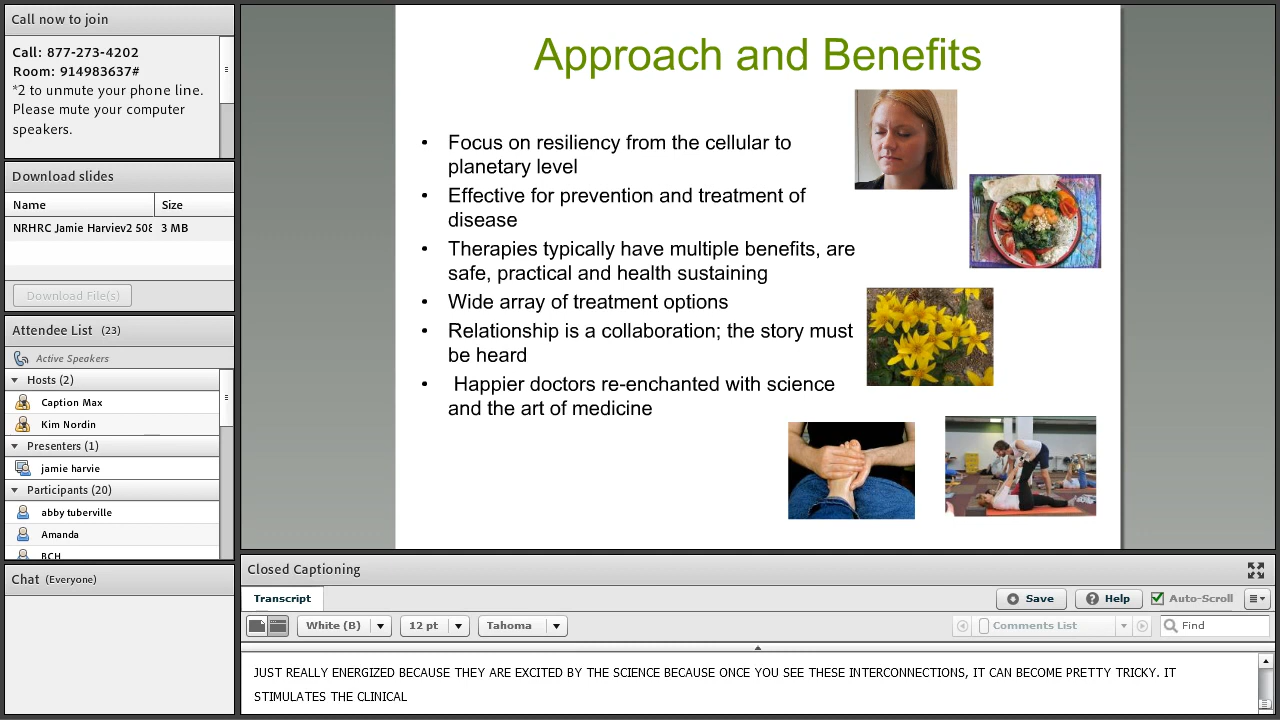 Call now to join
Call: 877-273-4202
Room: 914983637#
*2 to unmute your phone line.
Please mute your computer
speakers.
Download slides
Name
Size
NRHRC Jamie Harviev2 508
3 MB
Download File(s)
Attendee List (23)
Active Speakers
Hosts (2)
Caption Max
Kim Nordin
Presenters (1)
jamie harvie
Participants (20)
abby tuberville
Amanda
BCH
Chat (Everyone)
Approach and Benefits
• Focus on resiliency from the cellular to
planetary level
• Effective for prevention and treatment of
disease
• Therapies typically have multiple benefits, are
safe, practical and health sustaining
• Wide array of treatment options
• Relationship is a collaboration; the story must
be heard
• Happier doctors re-enchanted with science
and the art of medicine
Closed Captioning
Transcript
Save
Help
Auto-Scroll
White (B)
12 pt
Tahoma
Comments List
Find
JUST REALLY ENERGIZED BECAUSE THEY ARE EXCITED BY THE SCIENCE BECAUSE ONCE YOU SEE THESE INTERCONNECTIONS, IT CAN BECOME PRETTY TRICKY. IT
STIMULATES THE CLINICAL